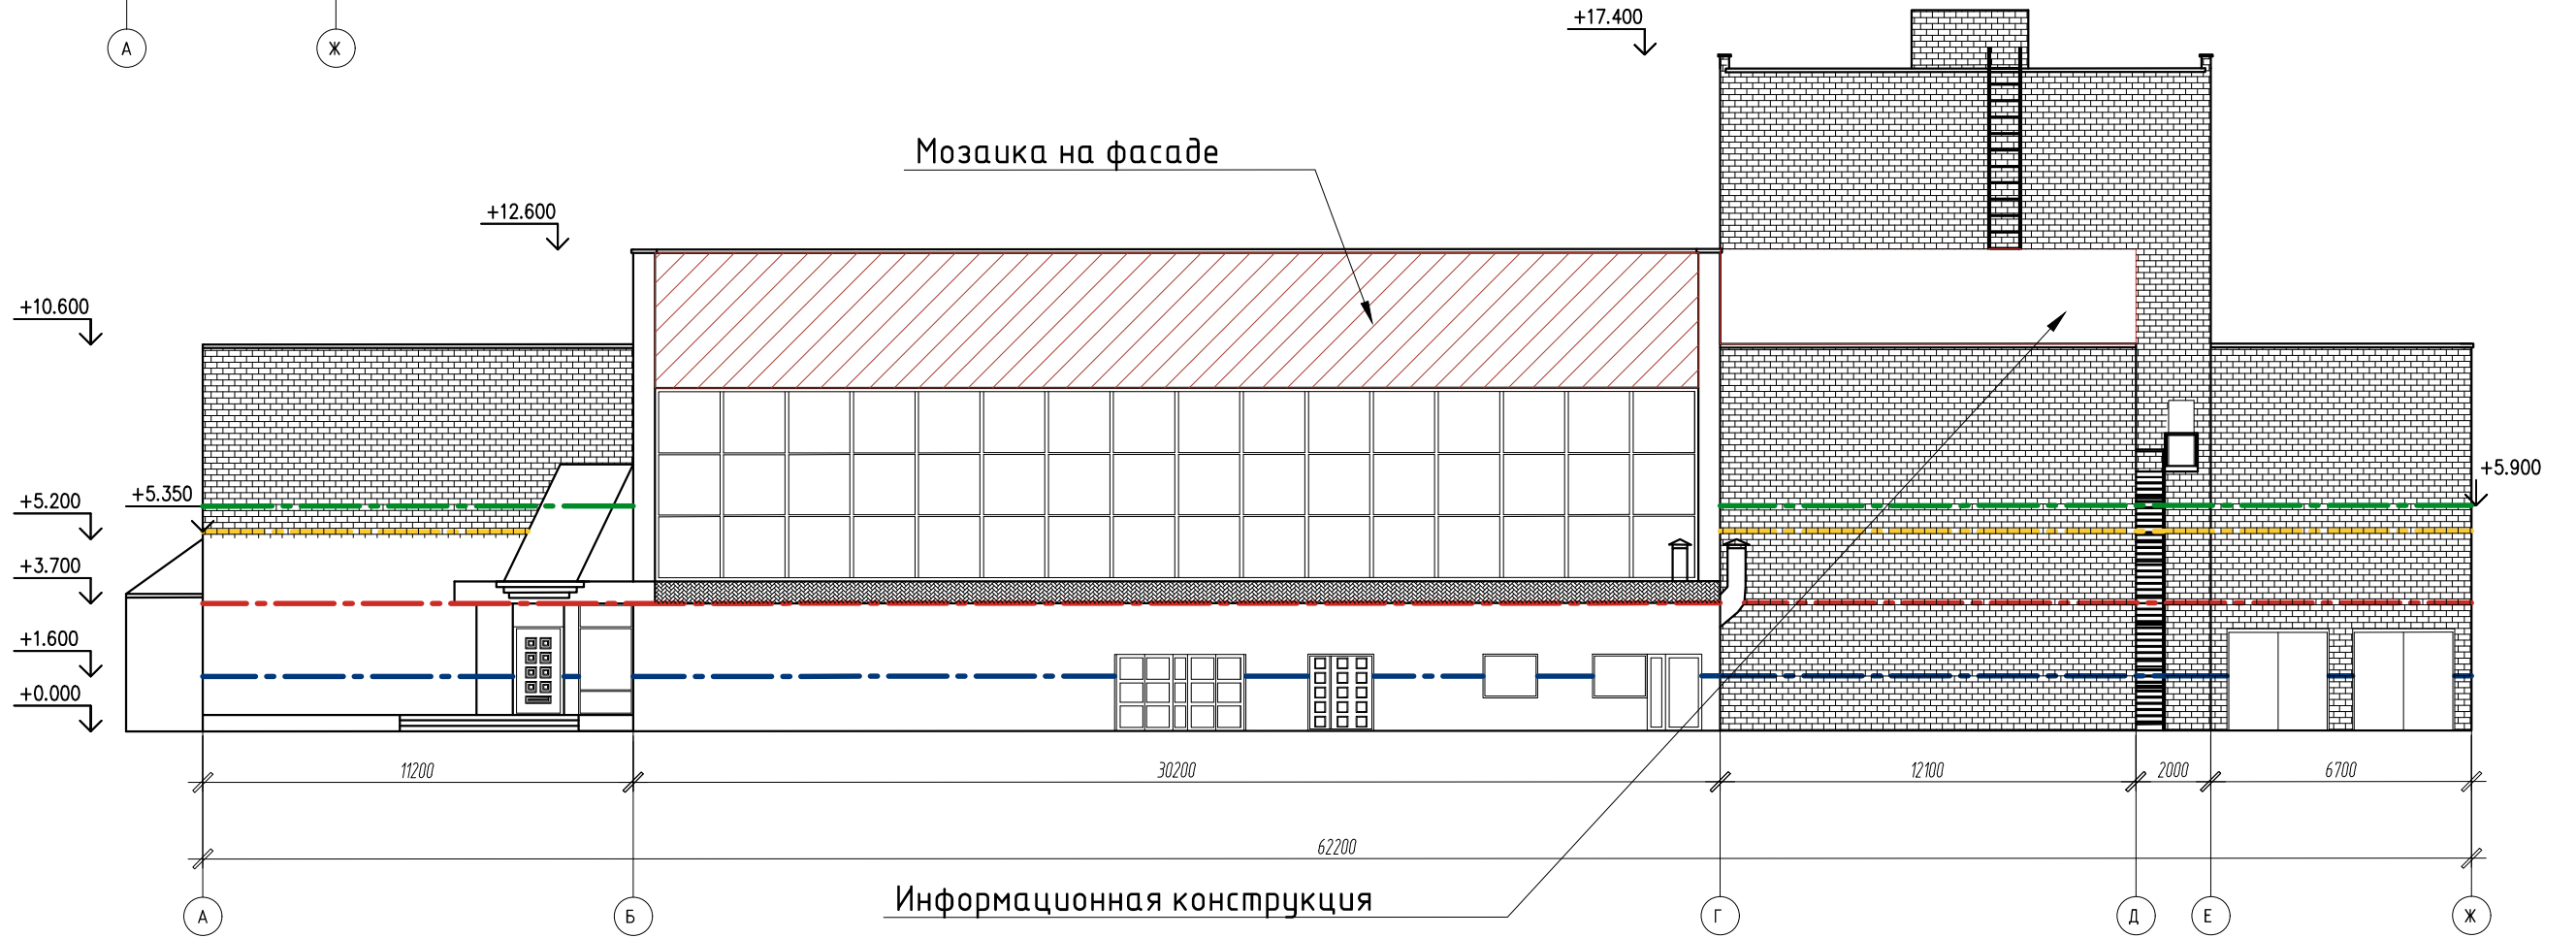 А
Ж
+17.400
Мозаика на фасаде
+12.600
+10.600
+5.900
+5.350
+5.200
+3.700
+1.600
+0.000
11200
30200
12100
2000
6700
62200
Информационная конструкция
А
Б
Г
Д
Е
Ж